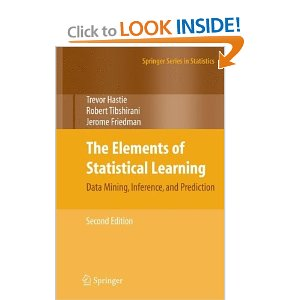 Click to LOOK INSIDE!
Springer Series in Statistics
Trevor Hastie
Robert Tibshirani
Jerome Friedman
The Elements of
Statistical Learning
Data Mining, Inference, and Prediction
Second Edition
Springer